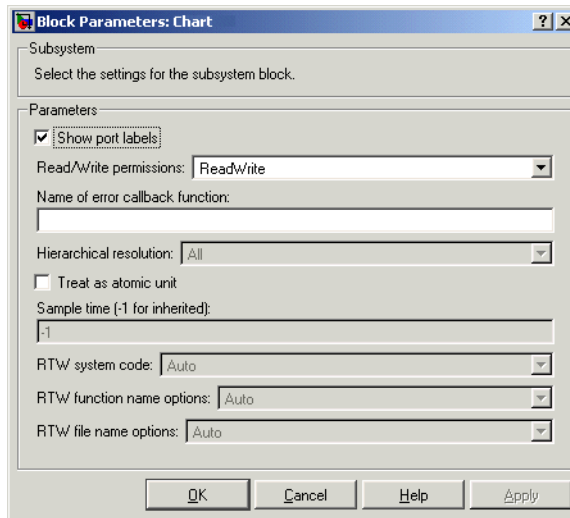 Block Parameters: Chart
Subsystem
Select the settings for the subsystem block.
Parameters
Show port labels
Read/Write permissions: ReadWrite
Name of error callback function:
Hierarchical resolution: All
Treat as atomic unit
Sample time (-1 for inherited):
-1
RTW system code: Auto
RTW function name options: Auto
RTW file name options: Auto
OK Cancel Help Apply